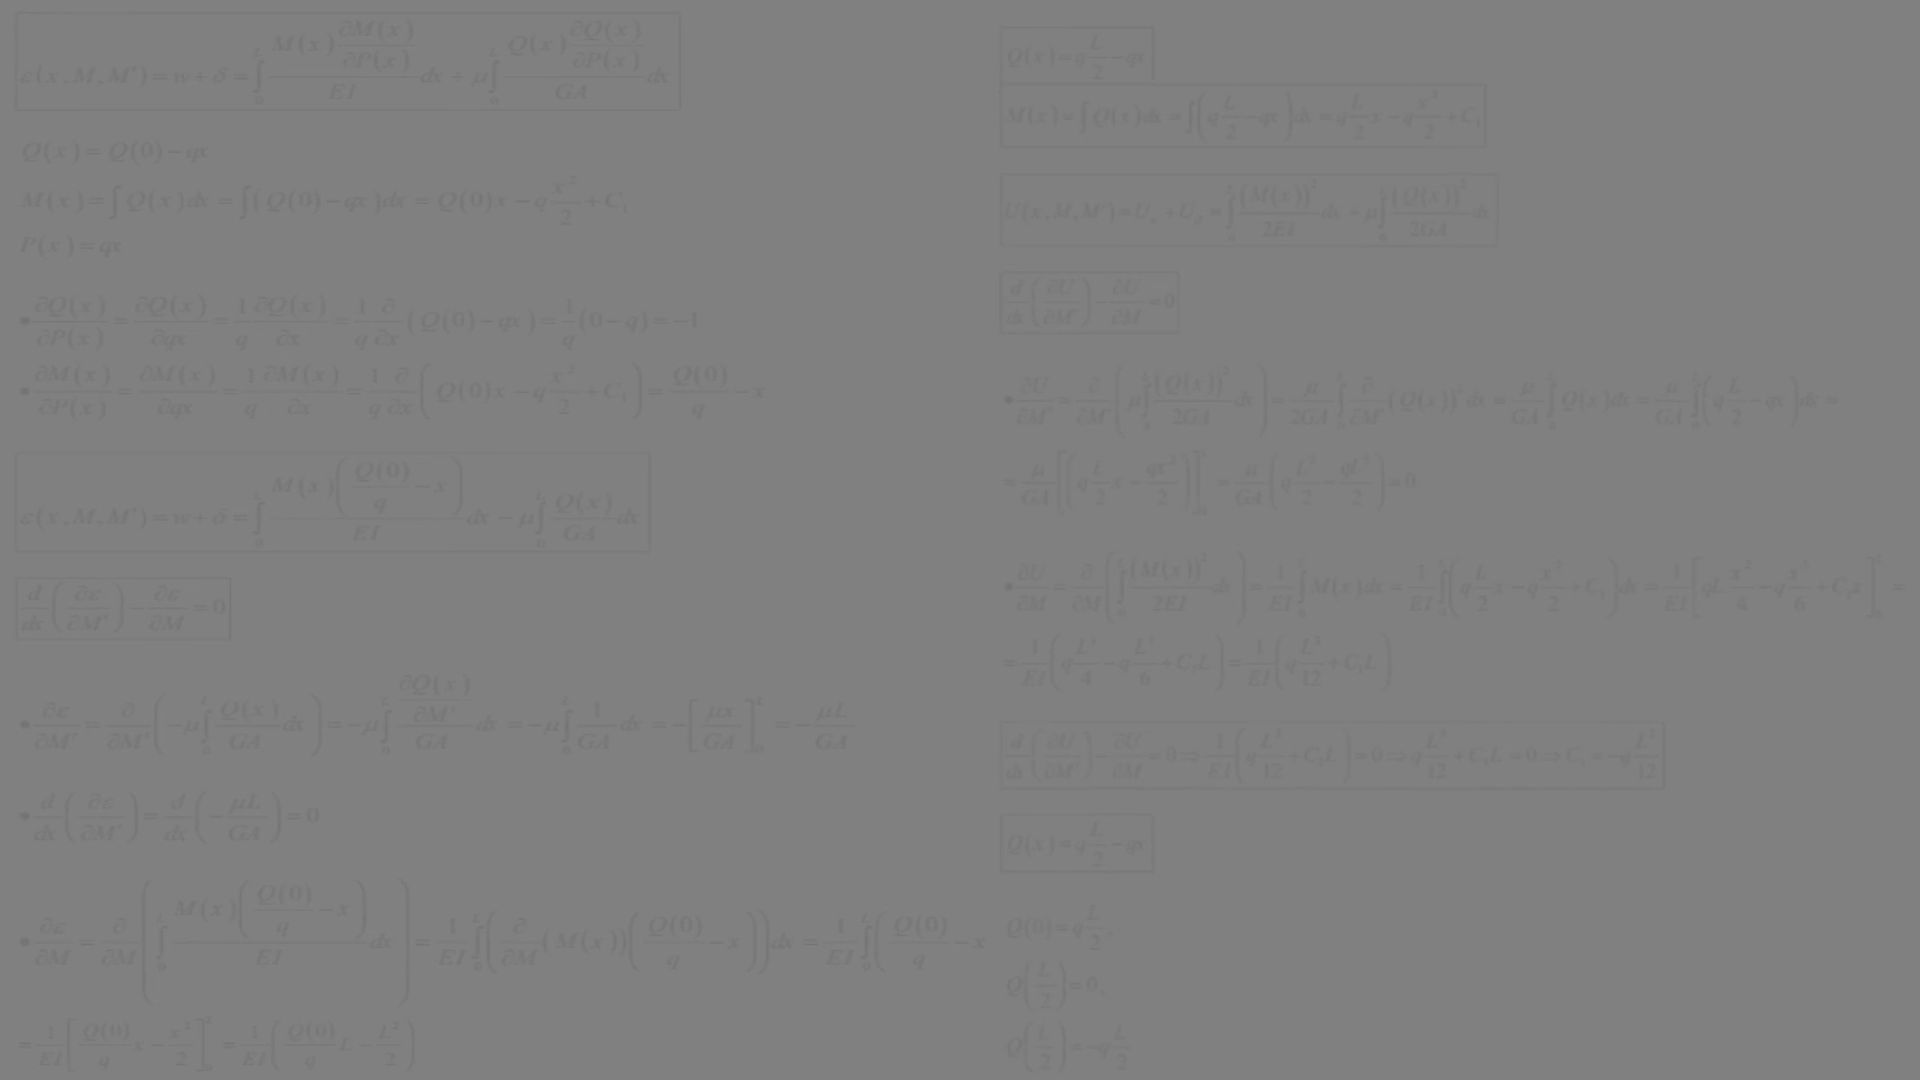 ε(x,M,M')=w+δ=∫₀ᴸ (M(x) ∂M(x)/∂P(x))/EI dx + μ∫₀ᴸ (Q(x) ∂Q(x)/∂P(x))/GA dx
Q(x)=Q(0)−qx
M(x)=∫Q(x)dx=∫(Q(0)−qx)dx=Q(0)x−q x²/2+C₁
P(x)=qx
•∂Q(x)/∂P(x)=∂Q(x)/∂qx=1/q ∂Q(x)/∂x=1/q ∂/∂x(Q(0)−qx)=1/q(0−q)=−1
•∂M(x)/∂P(x)=∂M(x)/∂qx=1/q ∂M(x)/∂x=1/q ∂/∂x(Q(0)x−q x²/2+C₁)=Q(0)/q−x
ε(x,M,M')=w+δ=∫₀ᴸ M(x)(Q(0)/q−x)/EI dx − μ∫₀ᴸ Q(x)/GA dx
d/dx(∂ε/∂M')−∂ε/∂M=0
•∂ε/∂M'=∂/∂M'(−μ∫₀ᴸ Q(x)/GA dx)=−μ∫₀ᴸ (∂Q(x)/∂M')/GA dx=−μ∫₀ᴸ 1/GA dx=−[μx/GA]₀ᴸ=−μL/GA
•d/dx(∂ε/∂M')=d/dx(−μL/GA)=0
•∂ε/∂M=∂/∂M(∫₀ᴸ M(x)(Q(0)/q−x)/EI dx)=1/EI ∫₀ᴸ(∂/∂M(M(x))(Q(0)/q−x))dx=1/EI ∫₀ᴸ(Q(0)/q−x
=1/EI[Q(0)/q x−x²/2]₀ᴸ=1/EI(Q(0)/q L−L²/2)
Q(x)=q L/2−qx
M(x)=∫Q(x)dx=∫(q L/2−qx)dx=q L/2 x−q x²/2+C₁
U(x,M,M')=U +U =∫₀ᴸ (M(x))²/2EI dx+μ∫₀ᴸ (Q(x))²/2GA dx
d/dx(∂U/∂M')−∂U/∂M=0
•∂U/∂M'=∂/∂M'(μ∫₀ᴸ (Q(x))²/2GA dx)=μ/2GA ∫₀ᴸ ∂/∂M'(Q(x))² dx=μ/GA ∫₀ᴸ Q(x)dx=μ/GA ∫₀ᴸ(q L/2−qx)dx=
=μ/GA[(q L/2 x−qx²/2)]₀ᴸ=μ/GA(q L²/2−qL²/2)=0
•∂U/∂M=∂/∂M(∫₀ᴸ (M(x))²/2EI dx)=1/EI ∫₀ᴸ M(x)dx=1/EI ∫₀ᴸ(q L/2 x−q x²/2+C₁)dx=1/EI[qL x²/4−q x³/6+C₁x]₀ᴸ=
=1/EI(q L³/4−q L³/6+C₁L)=1/EI(q L³/12+C₁L)
d/dx(∂U/∂M')−∂U/∂M=0⇒1/EI(q L³/12+C₁L)=0⇒q L³/12+C₁L=0⇒C₁=−q L²/12
Q(x)=q L/2−qx
Q(0)=q L/2,
Q(L/2)=0,
Q(L/2)=−q L/2